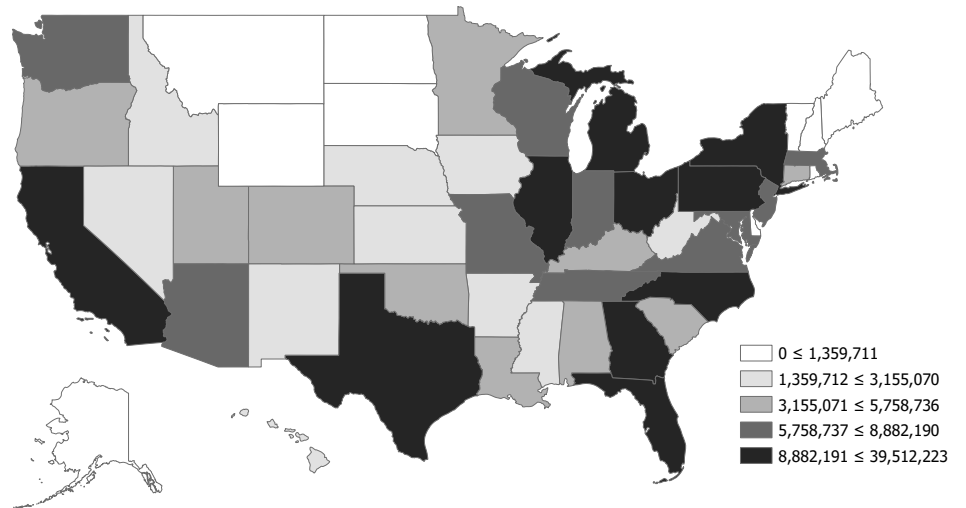 0 ≤ 1,359,711
1,359,712 ≤ 3,155,070
3,155,071 ≤ 5,758,736
5,758,737 ≤ 8,882,190
8,882,191 ≤ 39,512,223